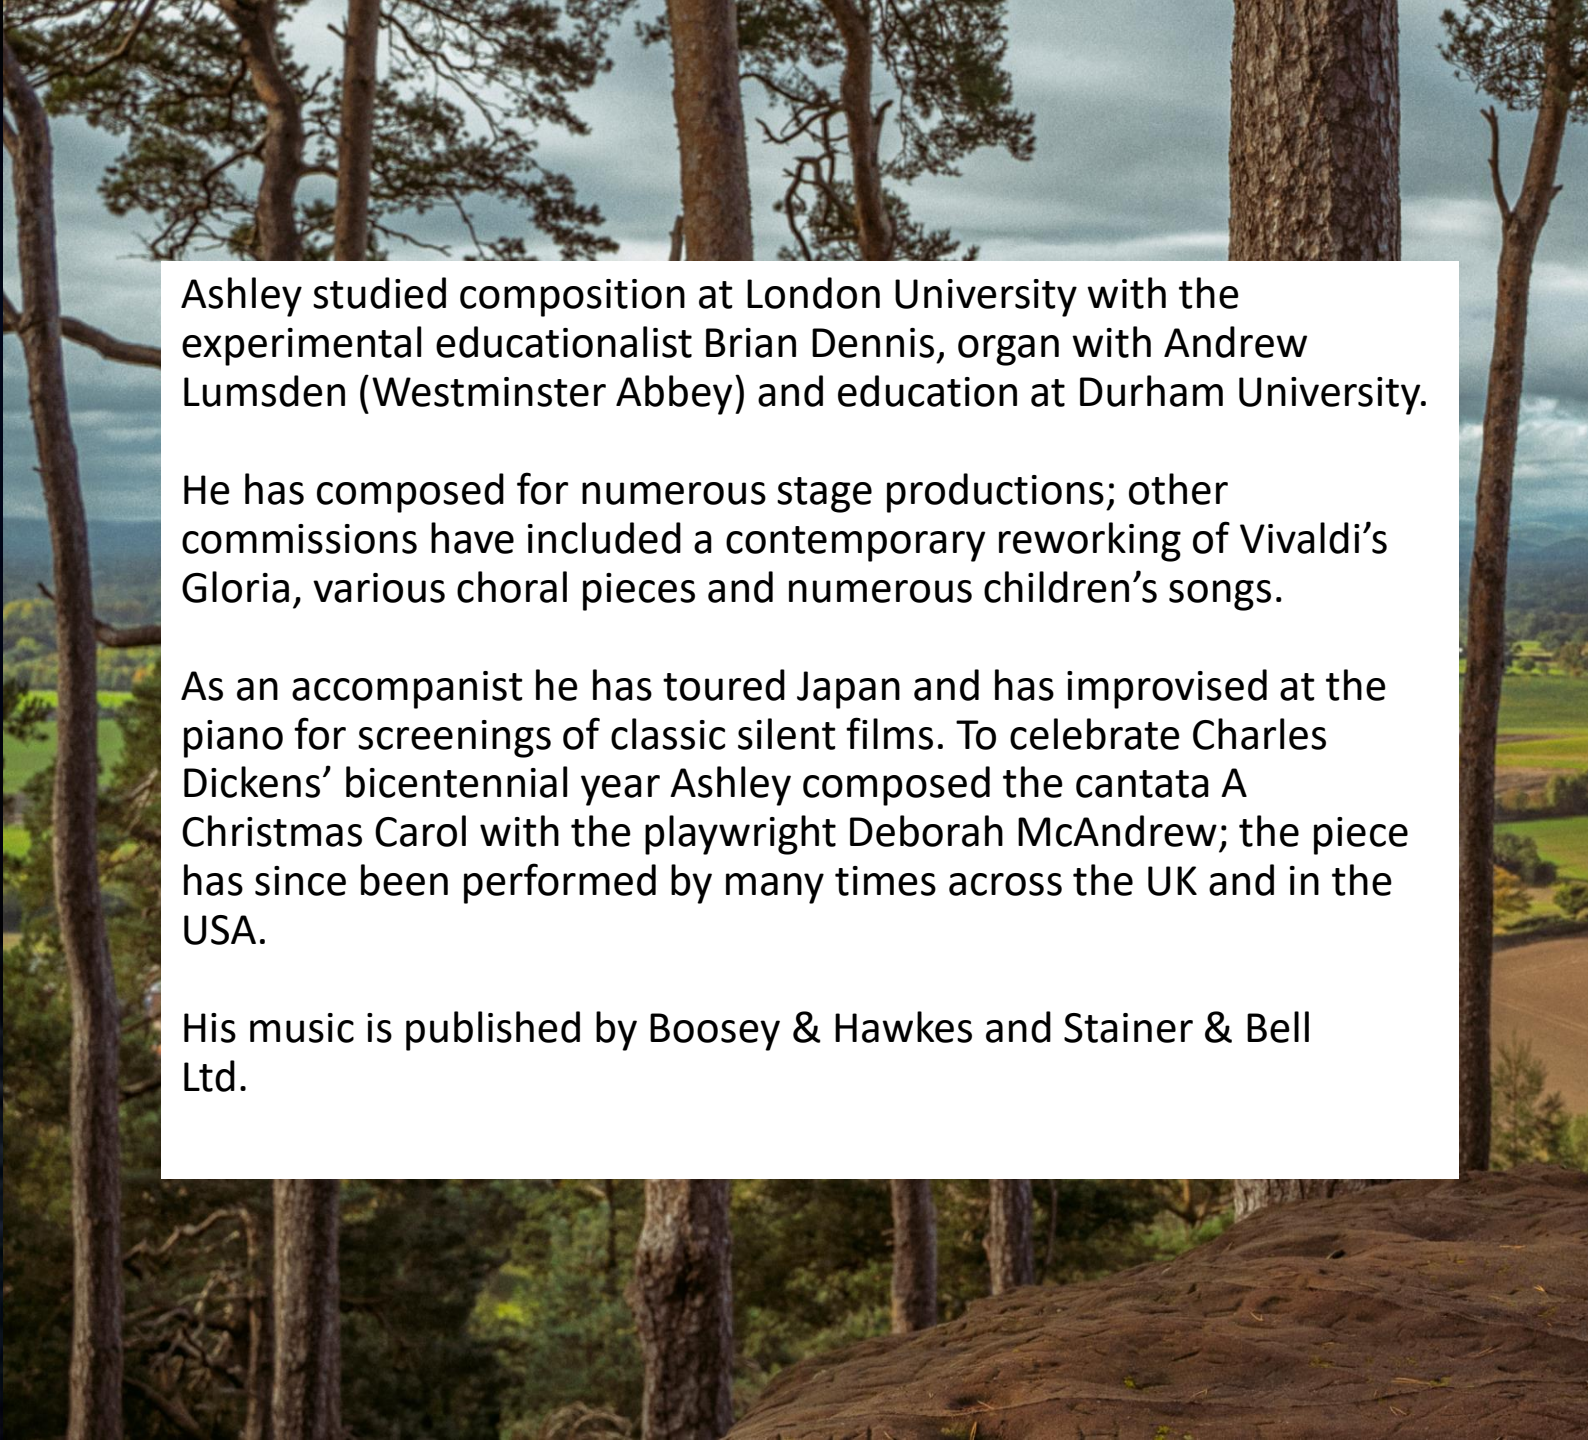 Ashley studied composition at London University with the
experimental educationalist Brian Dennis, organ with Andrew
Lumsden (Westminster Abbey) and education at Durham University.
He has composed for numerous stage productions; other
commissions have included a contemporary reworking of Vivaldi’s
Gloria, various choral pieces and numerous children’s songs.
As an accompanist he has toured Japan and has improvised at the
piano for screenings of classic silent films. To celebrate Charles
Dickens’ bicentennial year Ashley composed the cantata A
Christmas Carol with the playwright Deborah McAndrew; the piece
has since been performed by many times across the UK and in the
USA.
His music is published by Boosey & Hawkes and Stainer & Bell
Ltd.